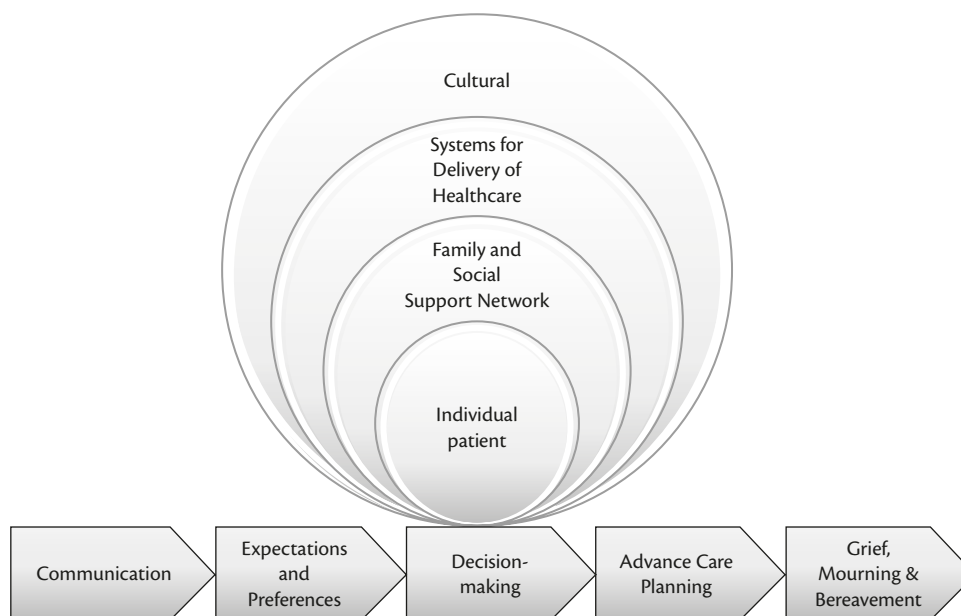 Cultural
Systems for
Delivery of
Healthcare
Family and
Social
Support Network
Individual
patient
Communication
Expectations
and
Preferences
Decision-
making
Advance Care
Planning
Grief,
Mourning &
Bereavement